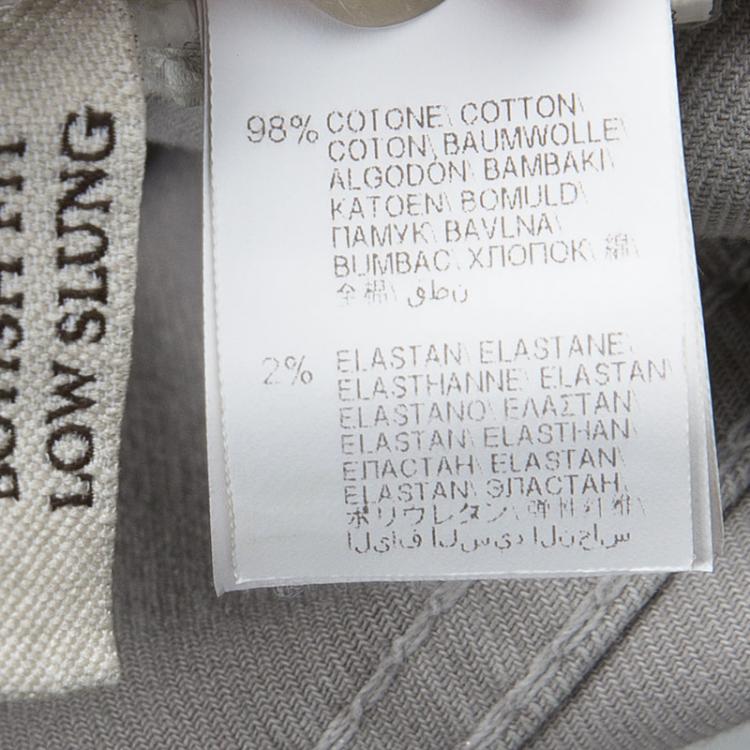 LOW SLUNG
98% COTONE\ COTTON\
COTON\ BAUMWOLLE\
ALGODÓN\ BAMBAKI\
KATOEN\ BOMULD\
ПАМУК\ BAVLNA\
BUMBAC\ ХЛОПОК\ 綿\
全棉\ قطن
2% ELASTAN\ ELASTANE\
ELASTHANNE\ ELASTAN\
ELASTANO\ ΕΛΑΣΤΑΝ\
ELASTAN\ ELASTHAN\
ЕЛАСТАН\ ELASTAN\
ELASTAN\ ЭЛАСТАН\
ポリウレタン\ 弾性纤维\